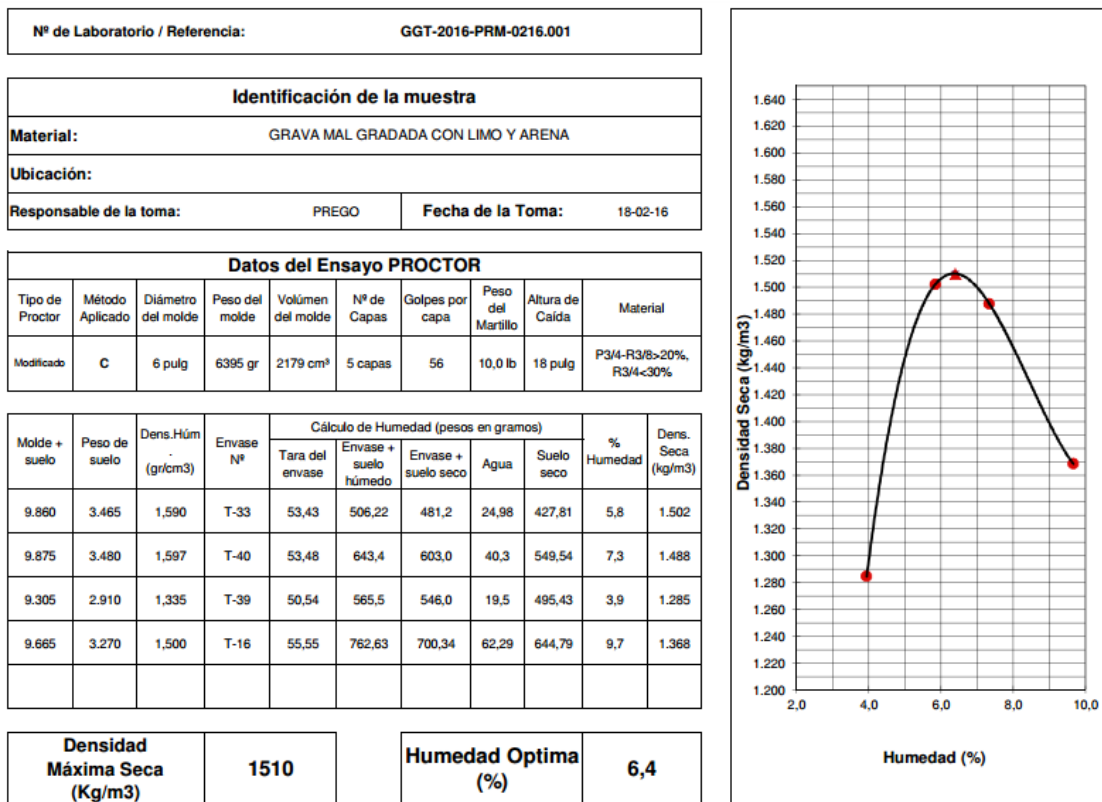 Nº de Laboratorio / Referencia: GGT-2016-PRM-0216.001
Identificación de la muestra
Material: GRAVA MAL GRADADA CON LIMO Y ARENA
Ubicación:
Responsable de la toma: PREGO Fecha de la Toma: 18-02-16
Datos del Ensayo PROCTOR
Tipo de Proctor Método Aplicado Diámetro del molde Peso del molde Volúmen del molde Nº de Capas Golpes por capa Peso del Martillo Altura de Caída Material
Modificado C 6 pulg 6395 gr 2179 cm³ 5 capas 56 10,0 lb 18 pulg P3/4-R3/8>20%, R3/4<30%
Molde + suelo Peso de suelo Dens.Húm . (gr/cm3) Envase Nº Cálculo de Humedad (pesos en gramos) % Humedad Dens. Seca (kg/m3)
Tara del envase Envase + suelo húmedo Envase + suelo seco Agua Suelo seco
9.860 3.465 1,590 T-33 53,43 506,22 481,2 24,98 427,81 5,8 1.502
9.875 3.480 1,597 T-40 53,48 643,4 603,0 40,3 549,54 7,3 1.488
9.305 2.910 1,335 T-39 50,54 565,5 546,0 19,5 495,43 3,9 1.285
9.665 3.270 1,500 T-16 55,55 762,63 700,34 62,29 644,79 9,7 1.368
Densidad Máxima Seca (Kg/m3) 1510 Humedad Optima (%) 6,4
Densidad Seca (kg/m3)
1.640
1.620
1.600
1.580
1.560
1.540
1.520
1.500
1.480
1.460
1.440
1.420
1.400
1.380
1.360
1.340
1.320
1.300
1.280
1.260
1.240
1.220
1.200
2,0 4,0 6,0 8,0 10,0
Humedad (%)